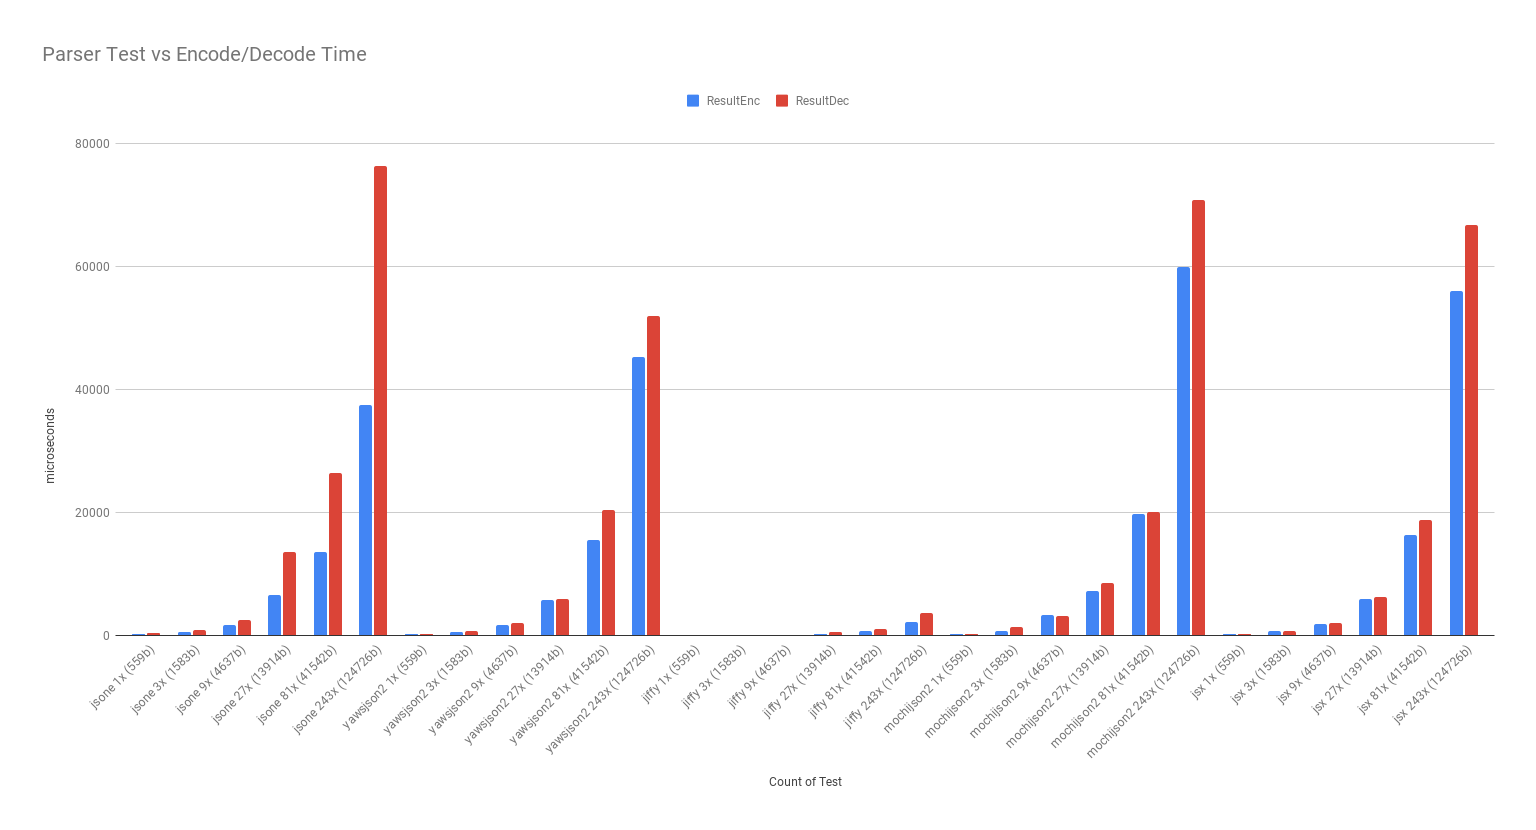 Parser Test vs Encode/Decode Time
ResultEnc
ResultDec
80000
60000
40000
20000
0
microseconds
jsone 1x (559b)
jsone 3x (1583b)
jsone 9x (4637b)
jsone 27x (13914b)
jsone 81x (41542b)
jsone 243x (124726b)
yawsjson2 1x (559b)
yawsjson2 3x (1583b)
yawsjson2 9x (4637b)
yawsjson2 27x (13914b)
yawsjson2 81x (41542b)
yawsjson2 243x (124726b)
jiffy 1x (559b)
jiffy 3x (1583b)
jiffy 9x (4637b)
jiffy 27x (13914b)
jiffy 81x (41542b)
jiffy 243x (124726b)
mochijson2 1x (559b)
mochijson2 3x (1583b)
mochijson2 9x (4637b)
mochijson2 27x (13914b)
mochijson2 81x (41542b)
mochijson2 243x (124726b)
jsx 1x (559b)
jsx 3x (1583b)
jsx 9x (4637b)
jsx 27x (13914b)
jsx 81x (41542b)
jsx 243x (124726b)
Count of Test